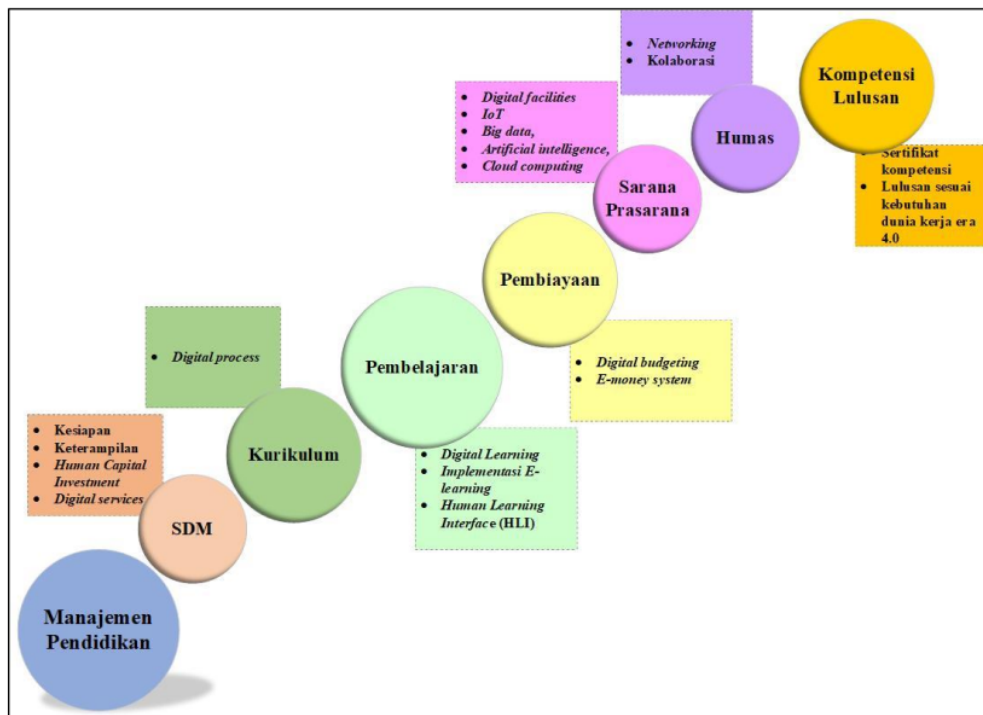 • Networking
• Kolaborasi
Kompetensi
Lulusan
• Digital facilities
• IoT
• Big data,
• Artificial intelligence,
• Cloud computing
Humas
• Sertifikat
kompetensi
• Lulusan sesuai
kebutuhan
dunia kerja era
4.0
Sarana
Prasarana
Pembiayaan
• Digital process
Pembelajaran
• Digital budgeting
• E-money system
• Kesiapan
• Keterampilan
• Human Capital
Investment
• Digital services
Kurikulum
• Digital Learning
• Implementasi E-
learning
• Human Learning
Interface (HLI)
SDM
Manajemen
Pendidikan